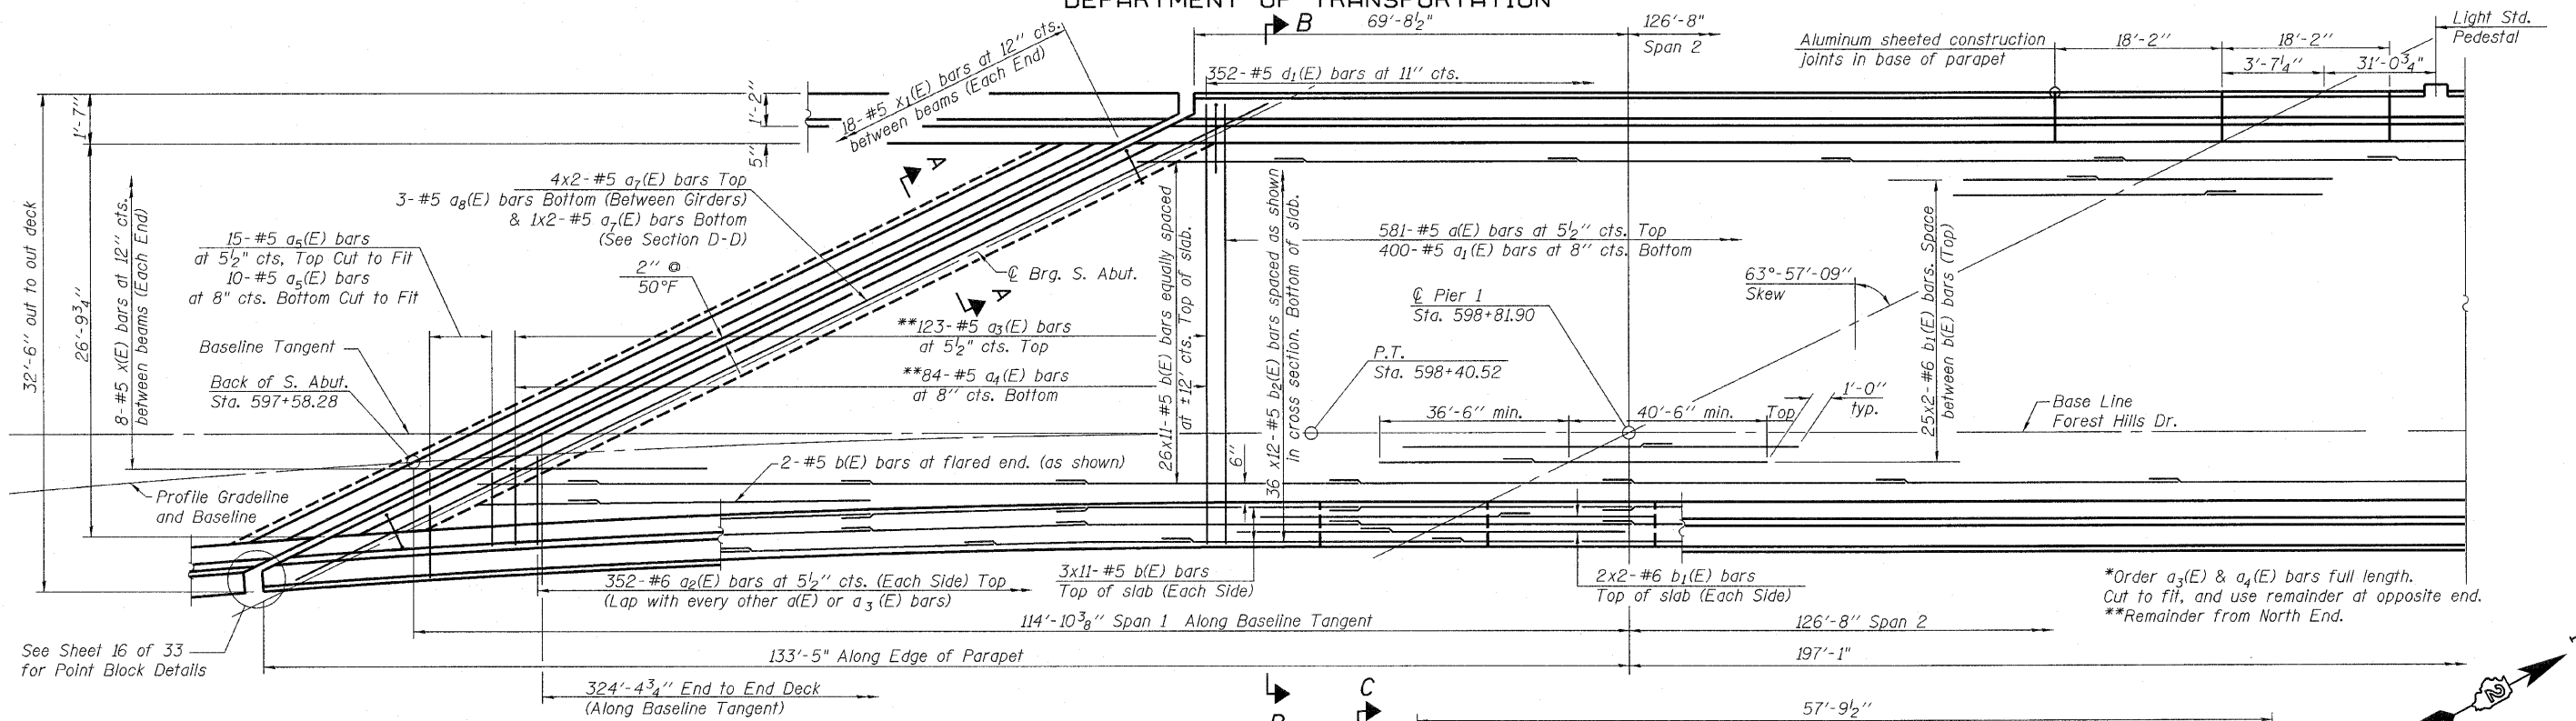 DEPARTMENT OF TRANSPORTATION
B
69'-8½"
126'-8"
Span 2
Light Std.
Pedestal
Aluminum sheeted construction
joints in base of parapet
18'-2"
18'-2"
3'-7¼"
31'-0¾"
352-#5 d₁(E) bars at 11" cts.
18-#5 x₁(E) bars at 12" cts.
between beams (Each End)
1'-7"
1'-2"
5"
32'-6" out to out deck
26'-9¾"
8-#5 x(E) bars at 12" cts.
between beams (Each End)
A
4x2-#5 a₇(E) bars Top
3-#5 a₈(E) bars Bottom (Between Girders)
& 1x2-#5 a₇(E) bars Bottom
(See Section D-D)
15-#5 a₅(E) bars
at 5½" cts, Top Cut to Fit
10-#5 a₅(E) bars
at 8" cts. Bottom Cut to Fit
2" @
50°F
℄ Brg. S. Abut.
A
26x11-#5 b(E) bars equally spaced
at ±12" cts. Top of slab.
36 x12-#5 b₂(E) bars spaced as shown
in cross section. Bottom of slab.
581-#5 a(E) bars at 5½" cts. Top
400-#5 a₁(E) bars at 8" cts. Bottom
63°-57'-09"
Skew
25x2-#6 b₁(E) bars. Space
between b(E) bars (Top)
℄ Pier 1
Sta. 598+81.90
**123-#5 a₃(E) bars
at 5½" cts. Top
Baseline Tangent
Back of S. Abut.
Sta. 597+58.28
P.T.
Sta. 598+40.52
**84-#5 a₄(E) bars
at 8" cts. Bottom
36'-6" min.
40'-6" min.
Top
1'-0"
typ.
Base Line
Forest Hills Dr.
6"
2-#5 b(E) bars at flared end. (as shown)
Profile Gradeline
and Baseline
352-#6 a₂(E) bars at 5½" cts. (Each Side) Top
(Lap with every other a(E) or a₃(E) bars)
3x11-#5 b(E) bars
Top of slab (Each Side)
2x2-#6 b₁(E) bars
Top of slab (Each Side)
*Order a₃(E) & a₄(E) bars full length.
Cut to fit, and use remainder at opposite end.
**Remainder from North End.
114'-10⅜" Span 1 Along Baseline Tangent
126'-8" Span 2
See Sheet 16 of 33
for Point Block Details
133'-5" Along Edge of Parapet
197'-1"
324'-4¾" End to End Deck
(Along Baseline Tangent)
C
57'-9½"